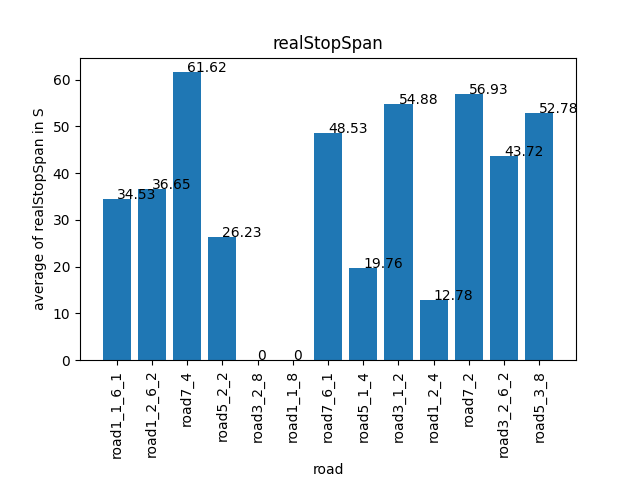 realStopSpan
average of realStopSpan in S
60
50
40
30
20
10
0
34.53
36.65
61.62
26.23
0
0
48.53
19.76
54.88
12.78
56.93
43.72
52.78
road1_1_6_1
road1_2_6_2
road7_4
road5_2_2
road3_2_8
road1_1_8
road7_6_1
road5_1_4
road3_1_2
road1_2_4
road7_2
road3_2_6_2
road5_3_8
road